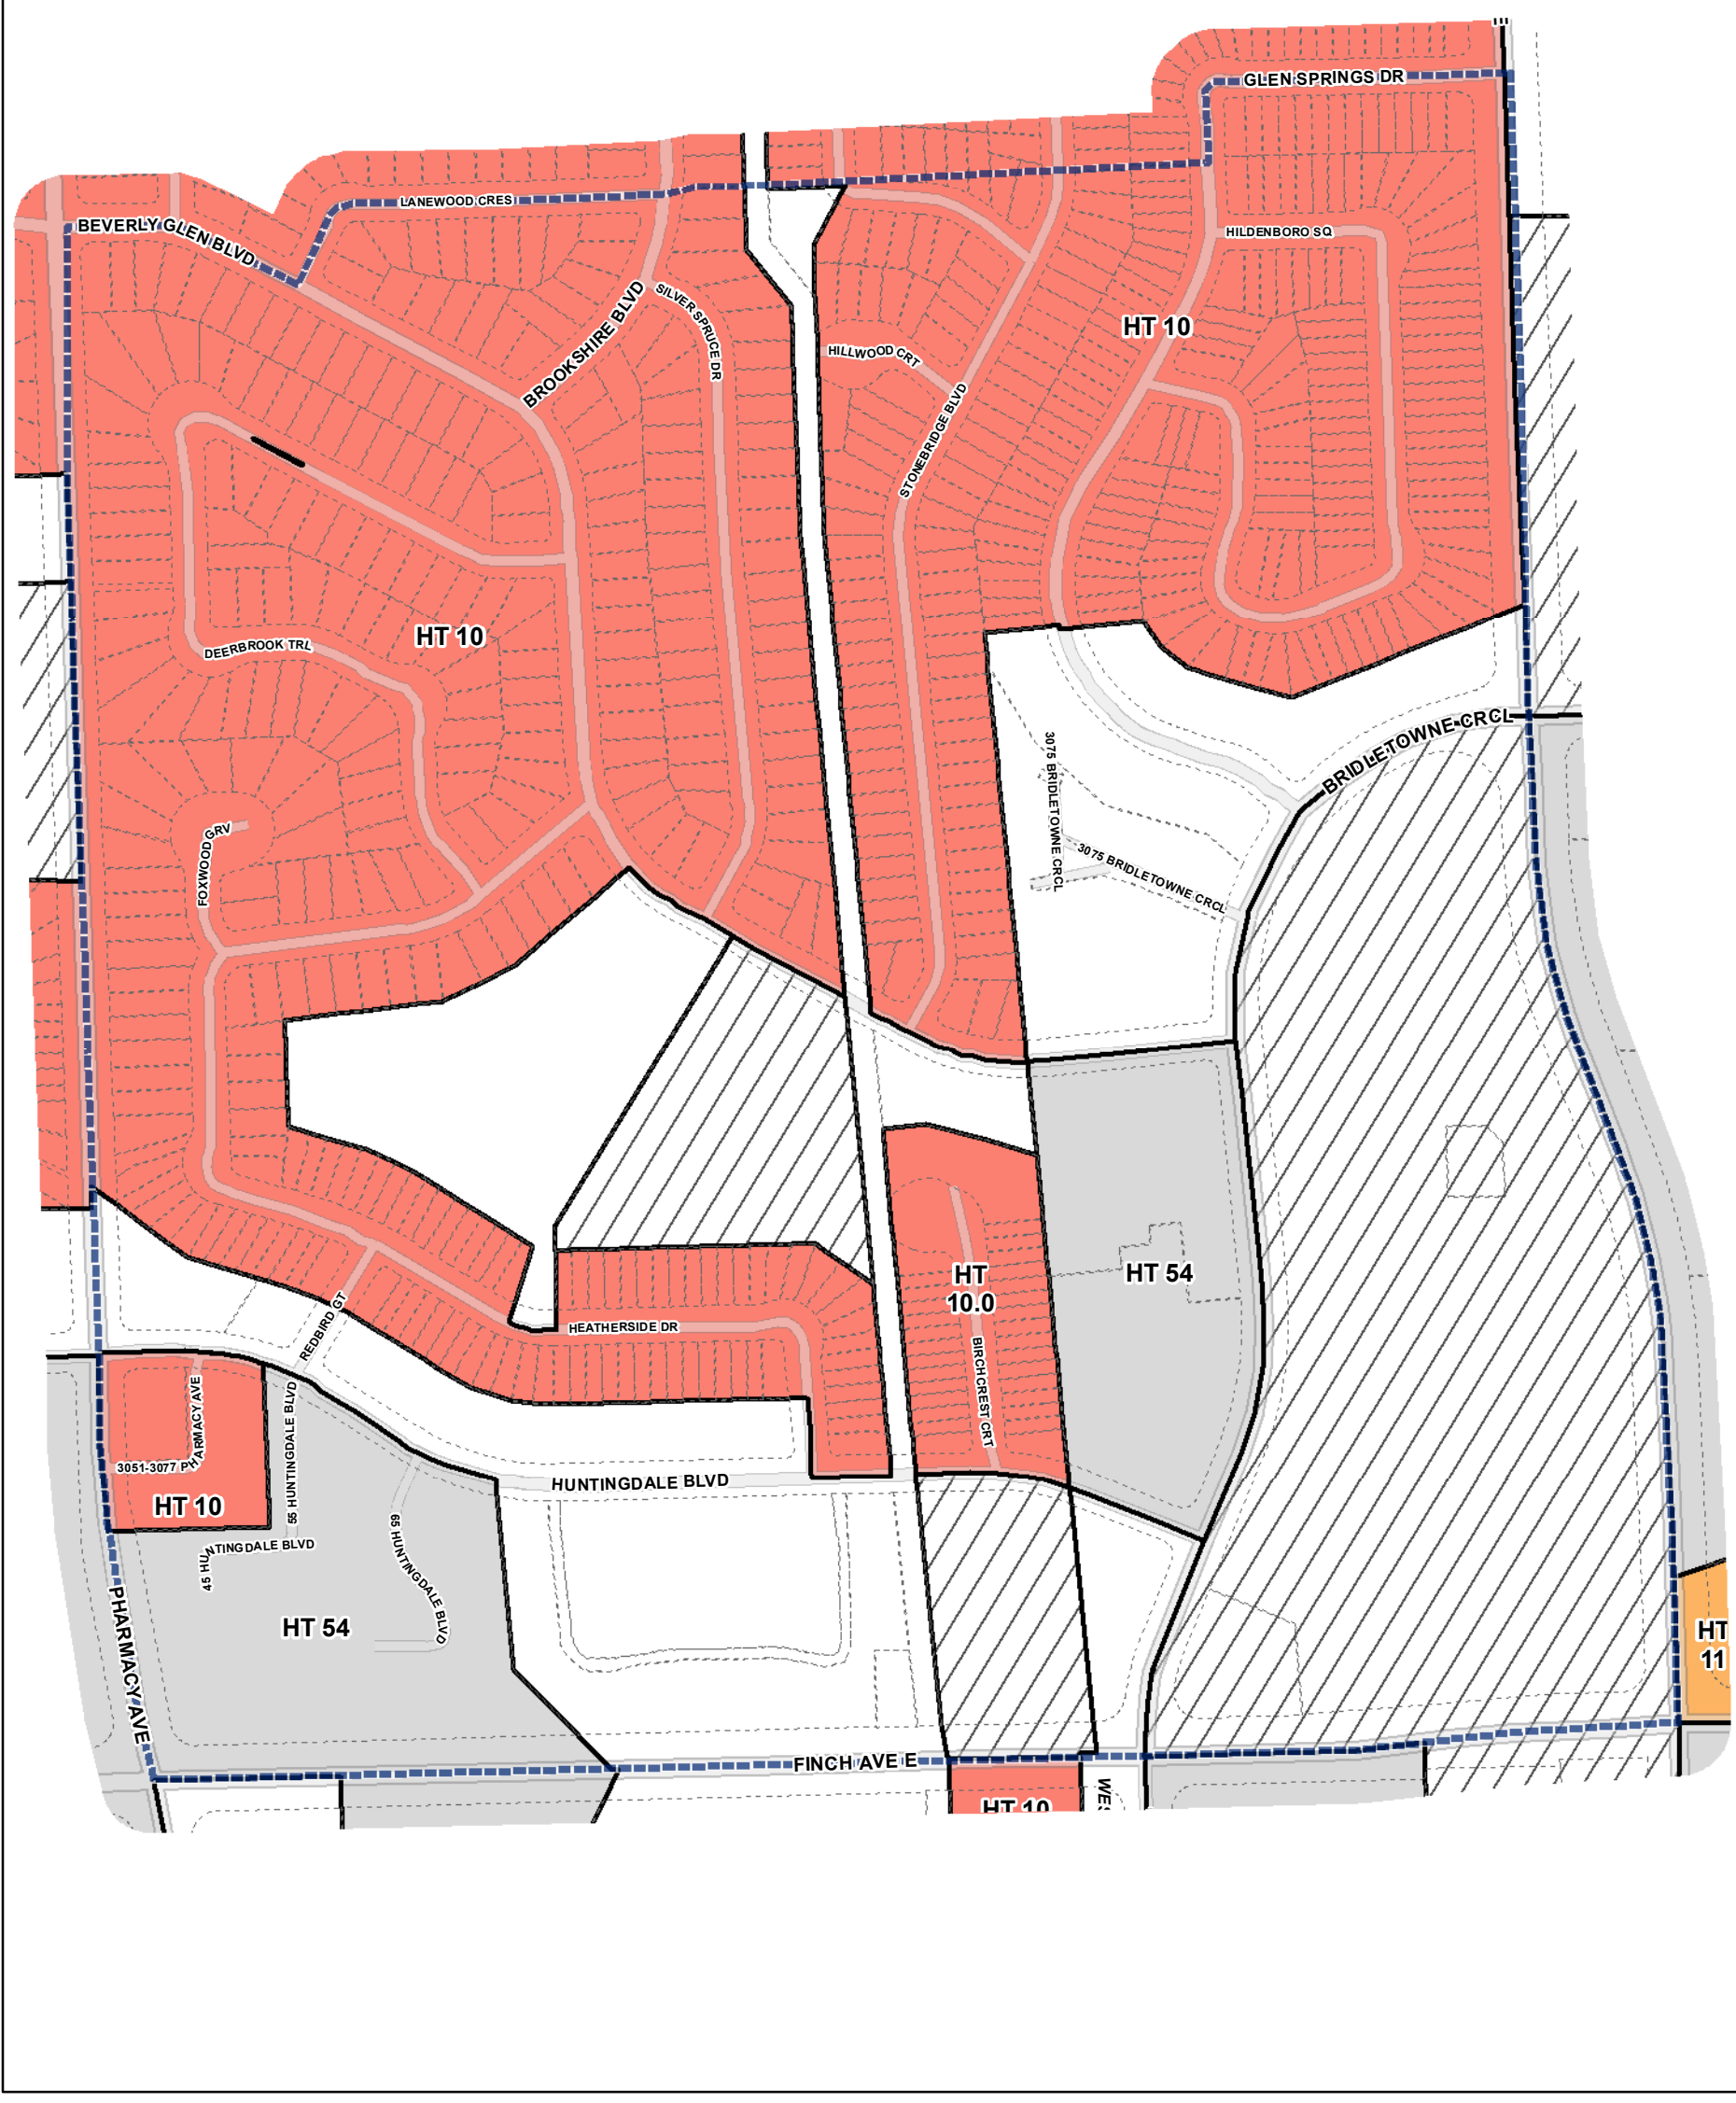 GLEN SPRINGS DR
LANEWOOD CRES
BEVERLY GLEN BLVD
HILDENBORO SQ
BROOKSHIRE BLVD
SILVER SPRUCE DR
HT 10
HILLWOOD CRT
STONEBRIDGE BLVD
HT 10
DEERBROOK TRL
BRIDLETOWNE CRCL
3075 BRIDLETOWNE CRCL
3075 BRIDLETOWNE CRCL
FOXWOOD GRV
HT
10.0
HT 54
HEATHERSIDE DR
REDBIRD GT
BIRCHCREST CRT
PHARMACY AVE
3051-3077 PHARMACY AVE
55 HUNTINGDALE BLVD
HUNTINGDALE BLVD
HT 10
45 HUNTINGDALE BLVD
65 HUNTINGDALE BLVD
HT 54
HT
11
FINCH AVE E
WES
HT 10